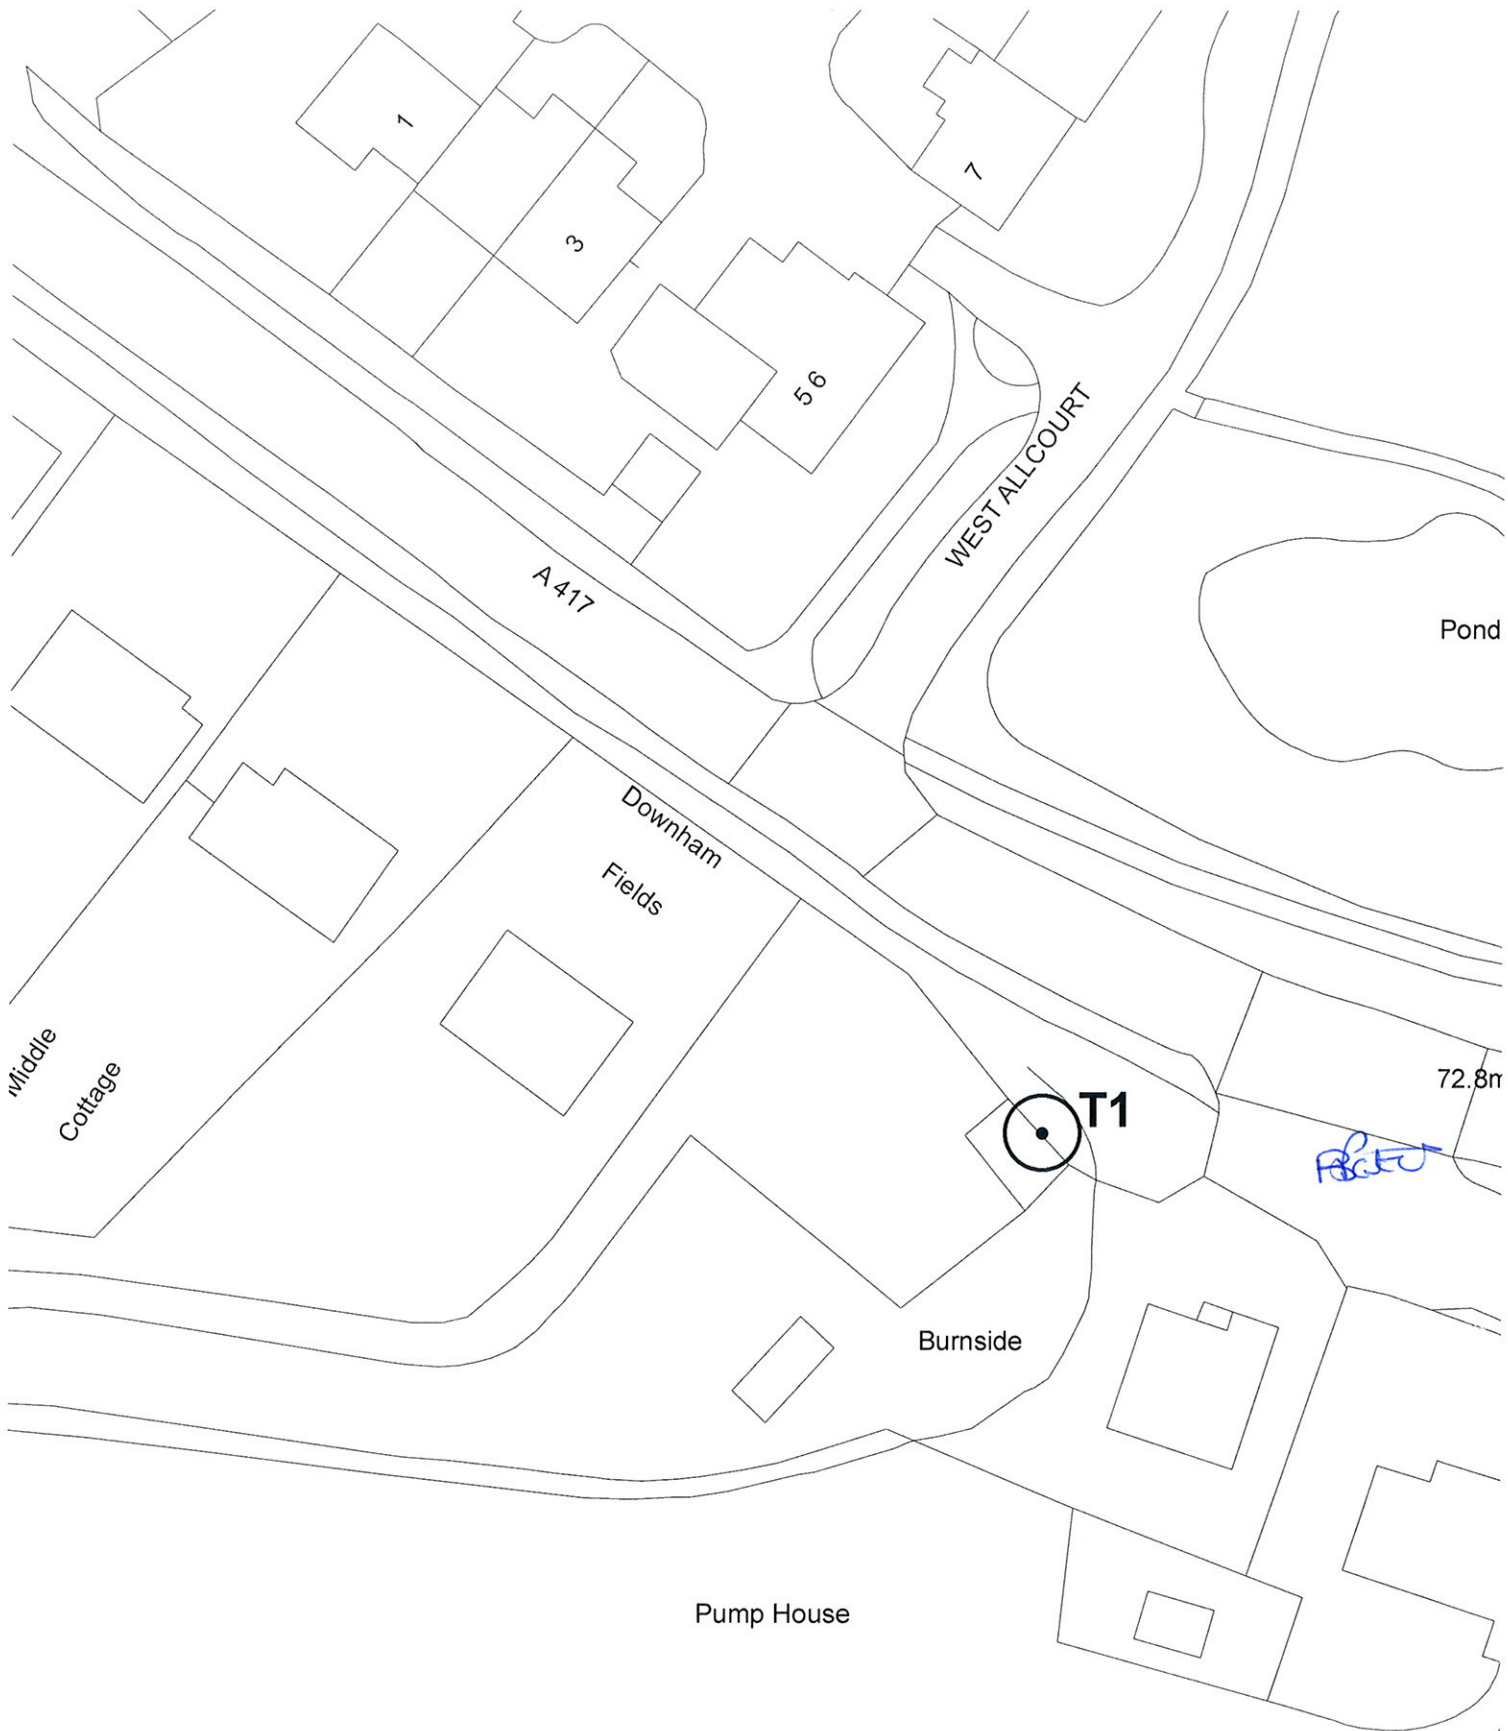 1
7
3
5 6
WEST ALLCOURT
A 417
Pond
Downham
Fields
Middle
Cottage
72.8m
T1
Burnside
Pump House